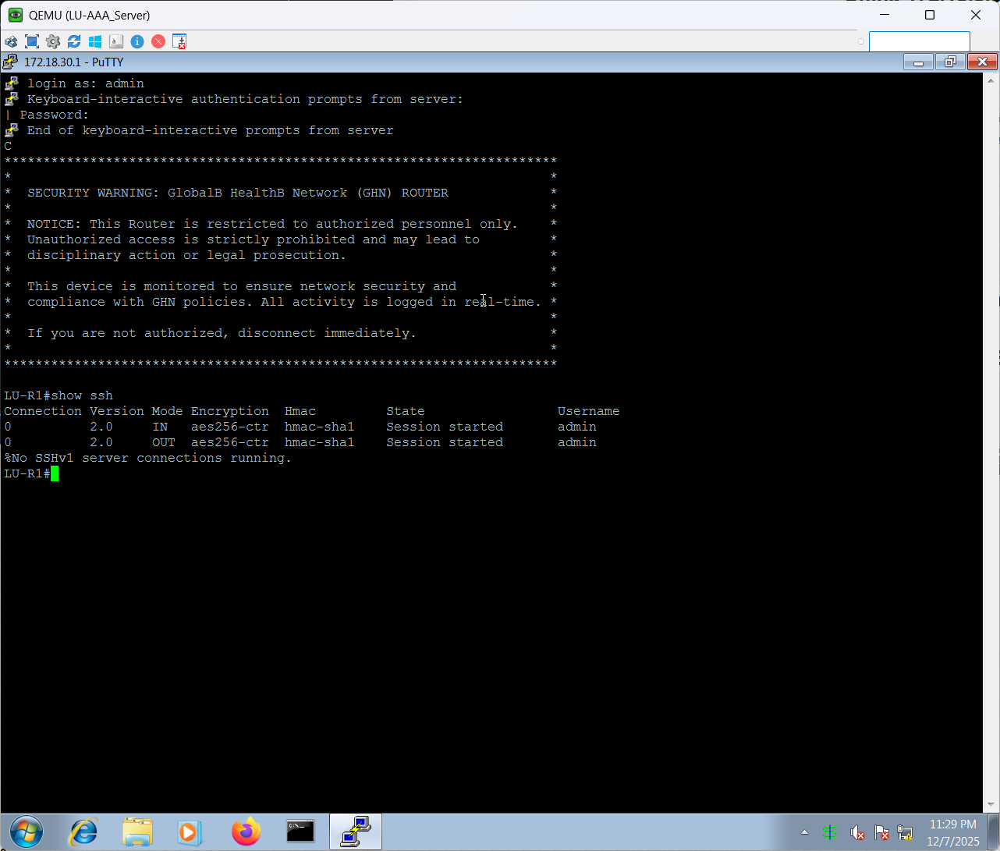 QEMU (LU-AAA_Server)
172.18.30.1 - PuTTY
login as: admin
Keyboard-interactive authentication prompts from server:
| Password:
End of keyboard-interactive prompts from server
C
***********************************************************************
*                                                                     *
*  SECURITY WARNING: GlobalB HealthB Network (GHN) ROUTER             *
*                                                                     *
*  NOTICE: This Router is restricted to authorized personnel only.    *
*  Unauthorized access is strictly prohibited and may lead to         *
*  disciplinary action or legal prosecution.                          *
*                                                                     *
*  This device is monitored to ensure network security and            *
*  compliance with GHN policies. All activity is logged in real-time. *
*                                                                     *
*  If you are not authorized, disconnect immediately.                 *
*                                                                     *
***********************************************************************
LU-R1#show ssh
Connection Version Mode Encryption  Hmac         State                 Username
0          2.0     IN   aes256-ctr  hmac-sha1    Session started       admin
0          2.0     OUT  aes256-ctr  hmac-sha1    Session started       admin
%No SSHv1 server connections running.
LU-R1#
11:29 PM
12/7/2025